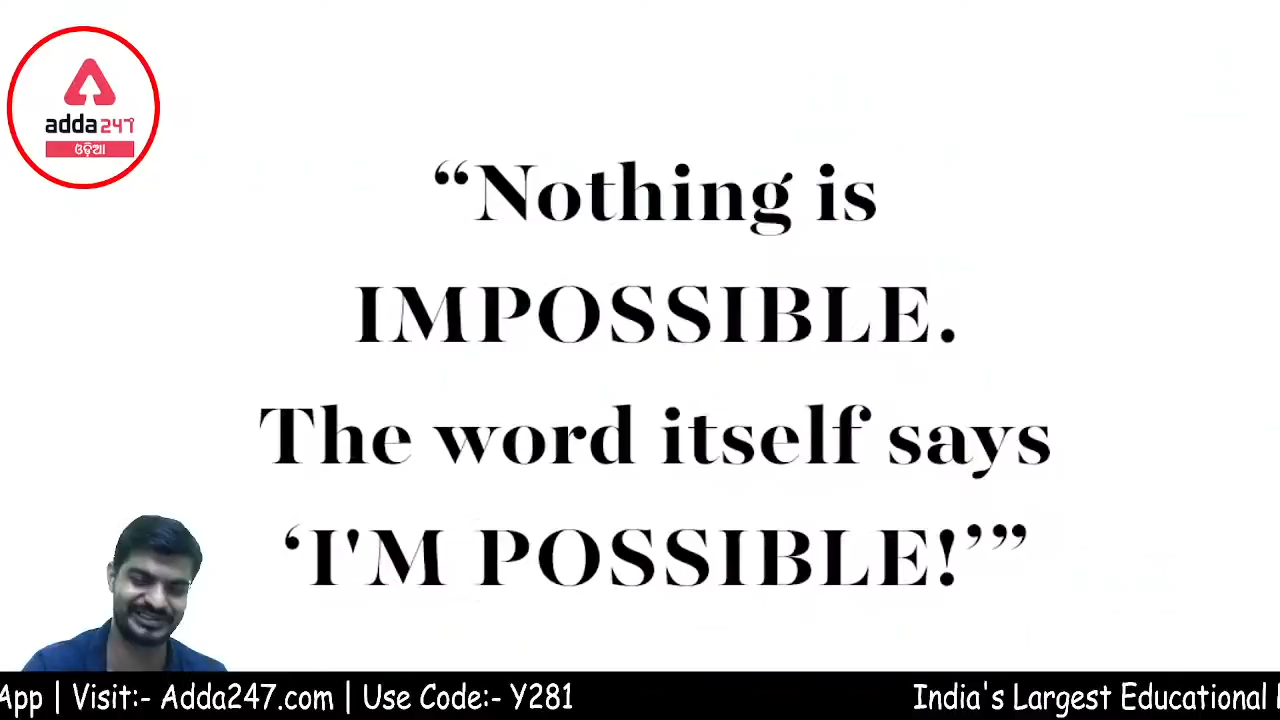 adda247
ଓଡ଼ିଆ
“Nothing is
IMPOSSIBLE.
The word itself says
‘I'M POSSIBLE!’”
App | Visit:- Adda247.com | Use Code:- Y281
India's Largest Educational